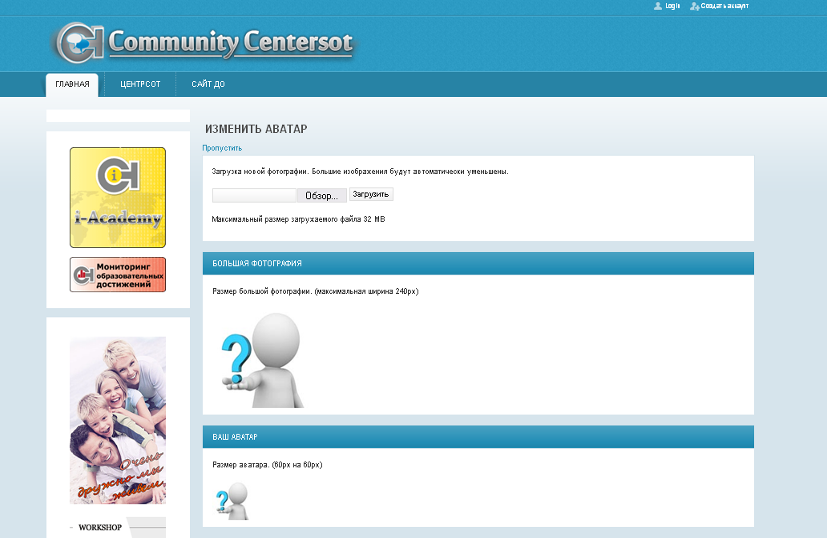 Login
Создать аккаунт
Community Centersot
ГЛАВНАЯ
ЦЕНТРСОТ
САЙТ ДО
ИЗМЕНИТЬ АВАТАР
Пропустить
Загрузка новой фотографии. Большие изображения будут автоматически уменьшены.
Обзор...
Загрузить
Максимальный размер загружаемого файла 32 MB
i-Academy
Мониторинг
образовательных
достижений
БОЛЬШАЯ ФОТОГРАФИЯ
Размер большой фотографии. (максимальная ширина 240px)
ВАШ АВАТАР
Размер аватара. (60px на 60px)
Очень
дружно мы
живем.
WORKSHOP